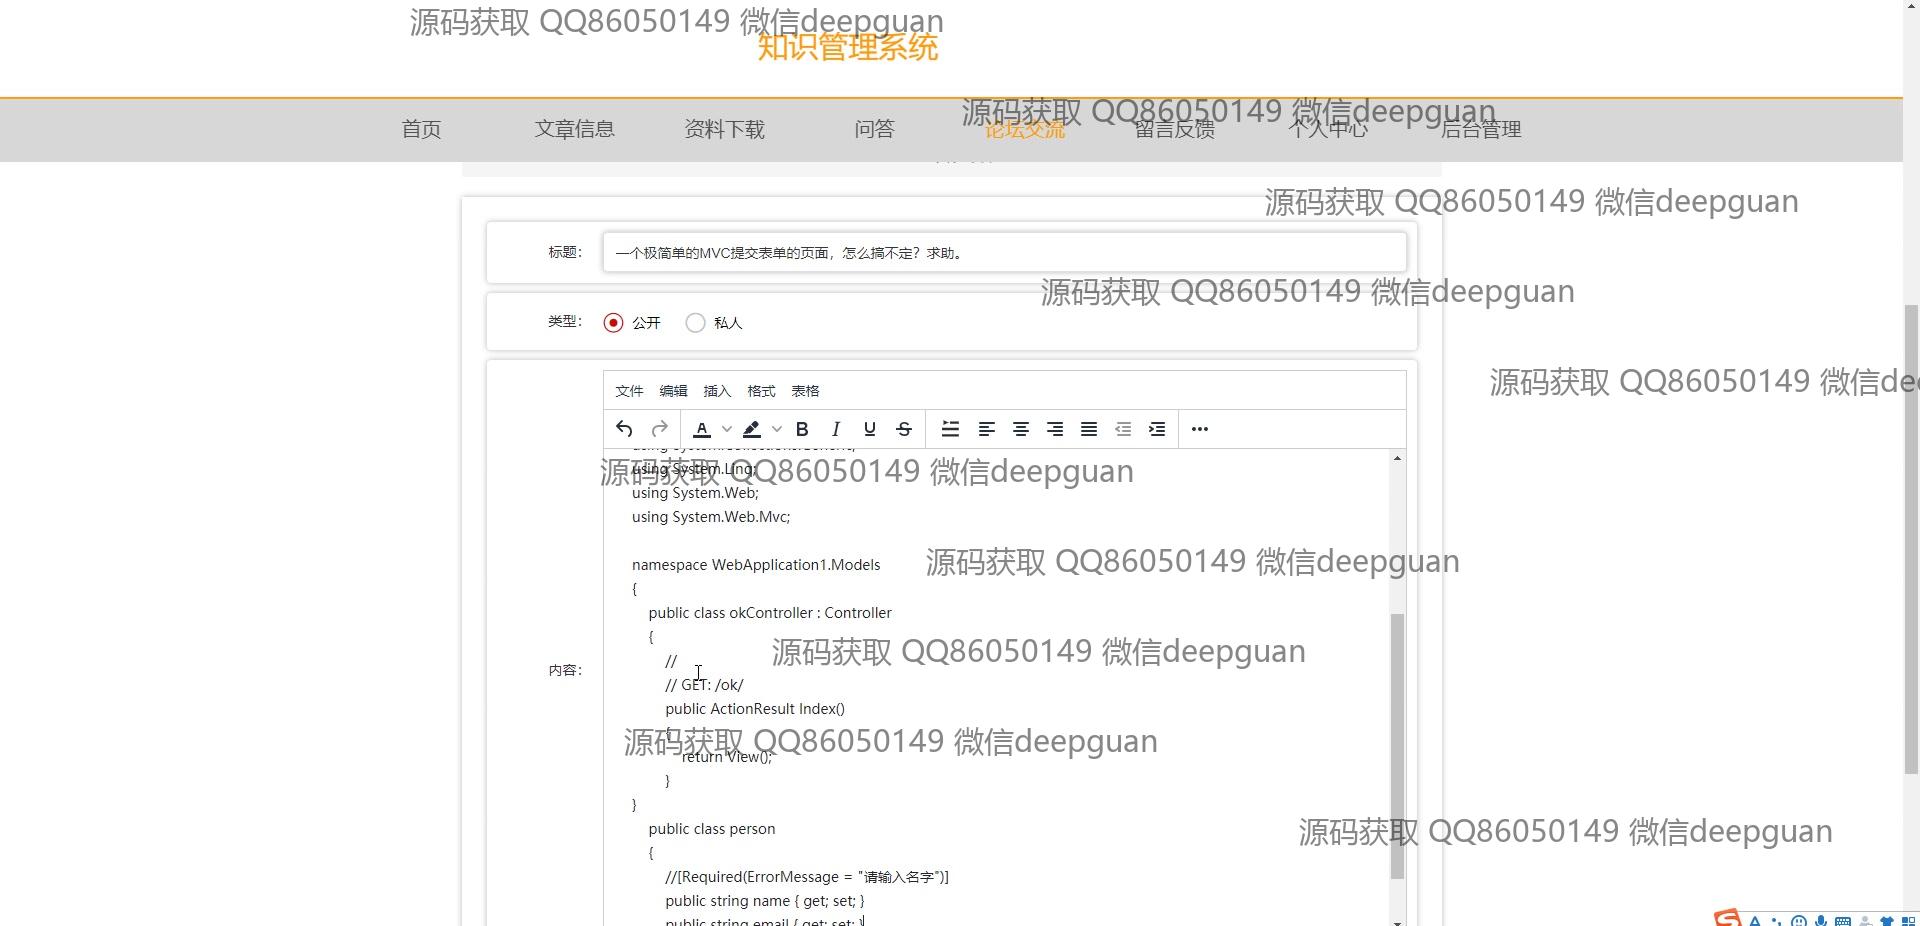 源码获取 QQ86050149 微信deepguan
知识管理系统
源码获取 QQ86050149 微信deepguan
首页 文章信息 资料下载 问答 论坛交流 留言反馈 个人中心 后台管理
源码获取 QQ86050149 微信deepguan
标题: 一个极简单的MVC提交表单的页面，怎么搞不定？求助。
源码获取 QQ86050149 微信deepguan
类型: 公开 私人
源码获取 QQ86050149 微信de
文件 编辑 插入 格式 表格
using System.Linq;
源码获取 QQ86050149 微信deepguan
using System.Web;
using System.Web.Mvc;
namespace WebApplication1.Models
源码获取 QQ86050149 微信deepguan
{
public class okController : Controller
{
源码获取 QQ86050149 微信deepguan
//
内容:
// GET: /ok/
public ActionResult Index()
{
源码获取 QQ86050149 微信deepguan
return View();
}
}
public class person
源码获取 QQ86050149 微信deepguan
{
//[Required(ErrorMessage = "请输入名字")]
public string name { get; set; }
public string email { get; set; }